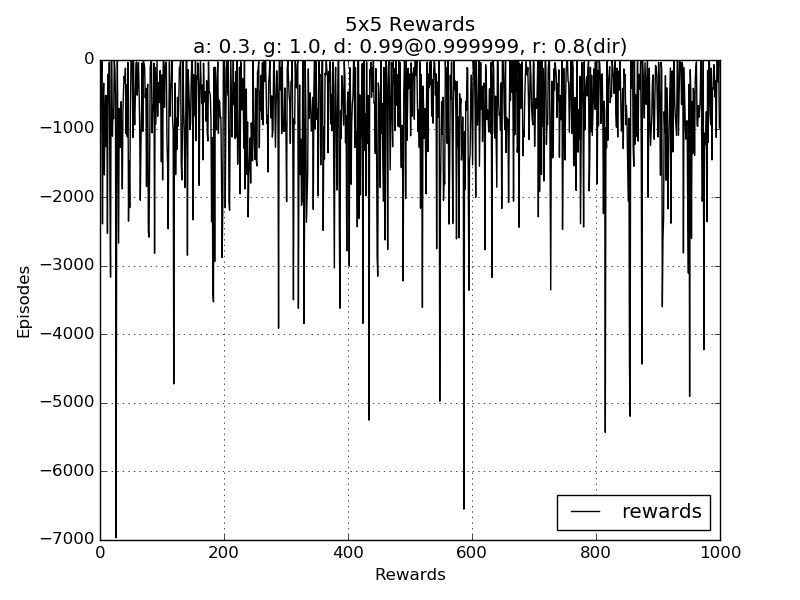 5x5 Rewards
a: 0.3, g: 1.0, d: 0.99@0.999999, r: 0.8(dir)
0
−1000
−2000
−3000
−4000
−5000
−6000
−7000
Episodes
rewards
0 200 400 600 800 1000
Rewards